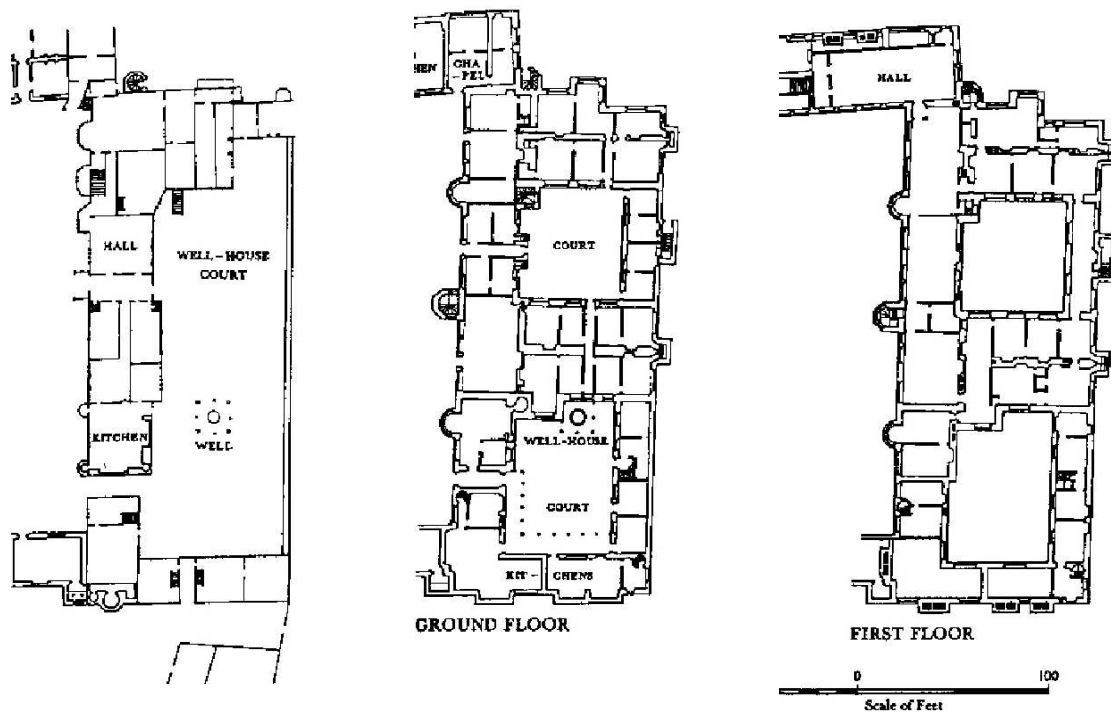 HALL
WELL-HOUSE
COURT
KITCHEN
WELL
HEN
CHA
-PEL
COURT
WELL-HOUSE
COURT
KIT-
CHENS
GROUND FLOOR
HALL
FIRST FLOOR
0
100
Scale of Feet